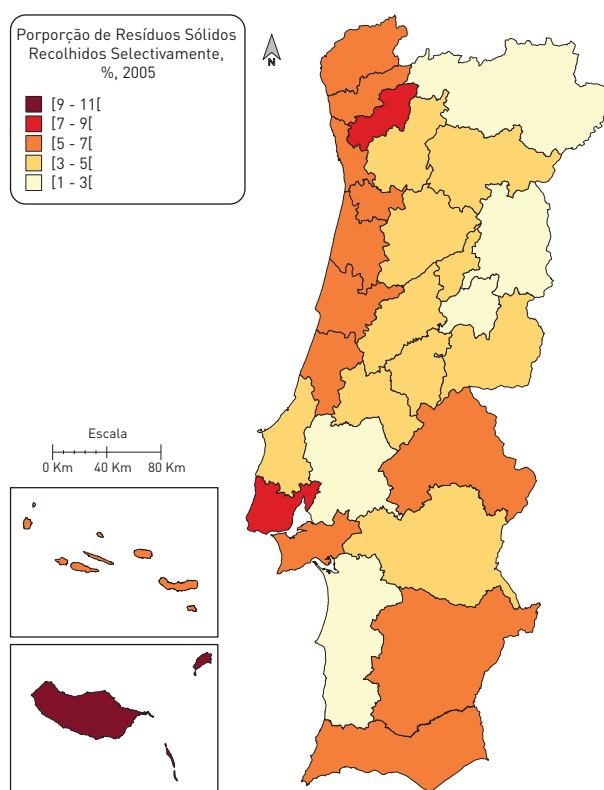 Porporção de Resíduos Sólidos
Recolhidos Selectivamente,
%, 2005
[9 - 11[
[7 - 9[
[5 - 7[
[3 - 5[
[1 - 3[
N
Escala
0 Km 40 Km 80 Km